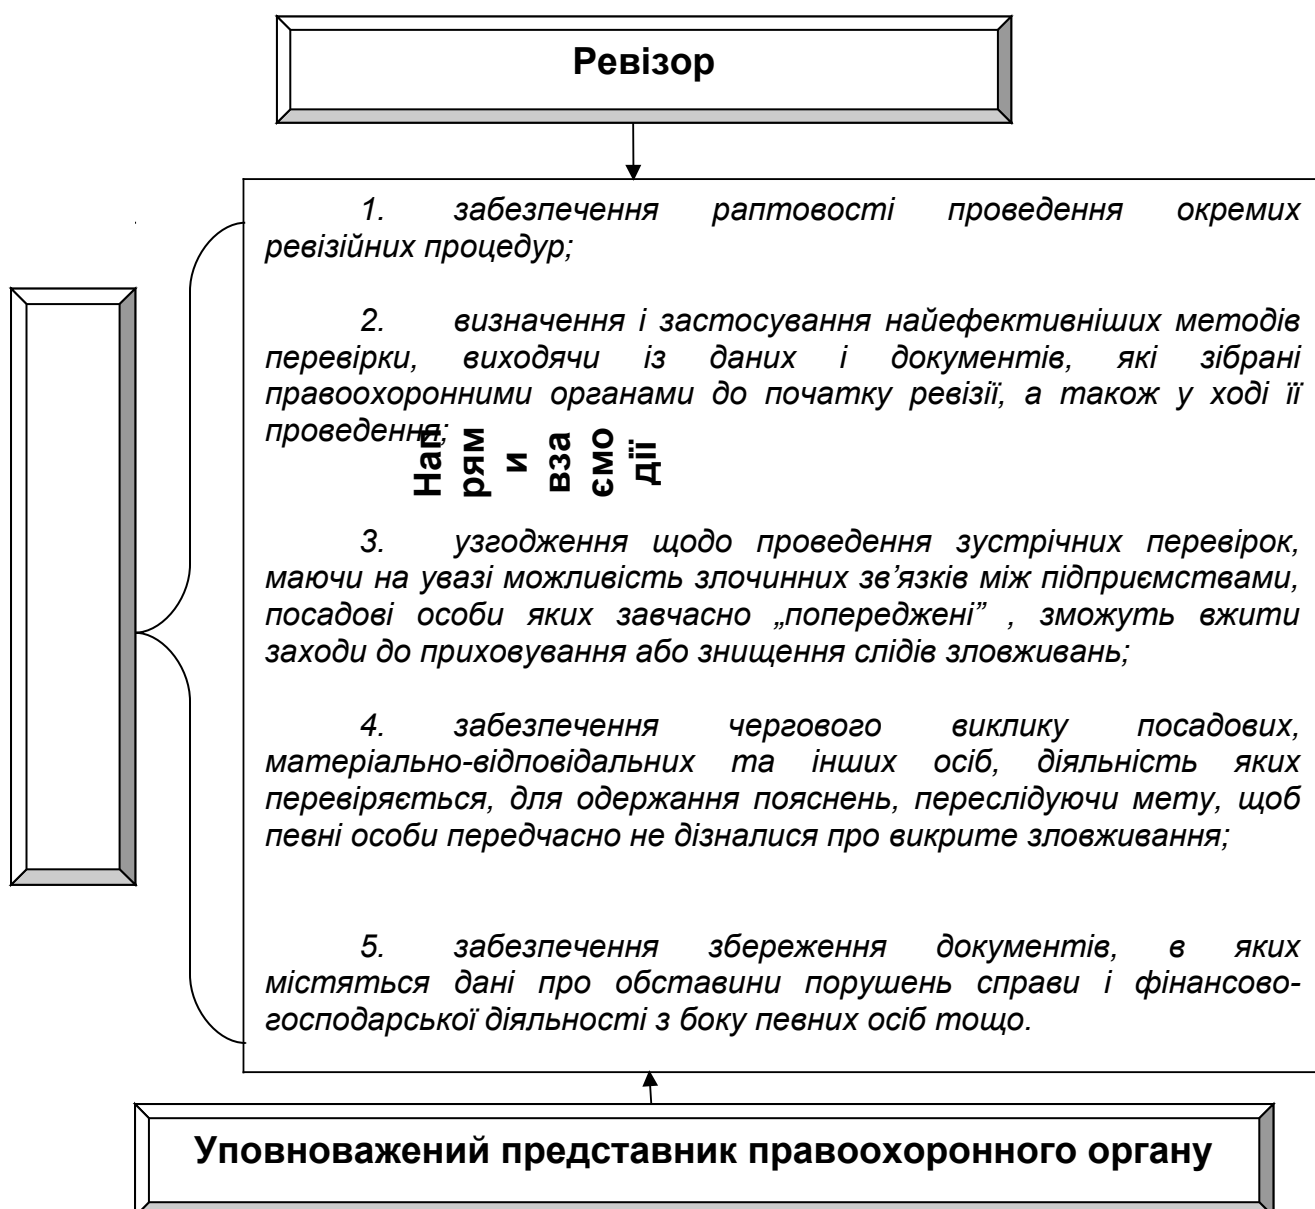 Ревізор
1. забезпечення раптовості проведення окремих
ревізійних процедур;
2. визначення і застосування найефективніших методів
перевірки, виходячи із даних і документів, які зібрані
правоохоронними органами до початку ревізії, а також у ході її
проведення;
Нап
рям
и
вза
ємо
дії
3. узгодження щодо проведення зустрічних перевірок,
маючи на увазі можливість злочинних зв’язків між підприємствами,
посадові особи яких завчасно „попереджені” , зможуть вжити
заходи до приховування або знищення слідів зловживань;
4. забезпечення чергового виклику посадових,
матеріально-відповідальних та інших осіб, діяльність яких
перевіряється, для одержання пояснень, переслідуючи мету, щоб
певні особи передчасно не дізналися про викрите зловживання;
5. забезпечення збереження документів, в яких
містяться дані про обставини порушень справи і фінансово-
господарської діяльності з боку певних осіб тощо.
Уповноважений представник правоохоронного органу